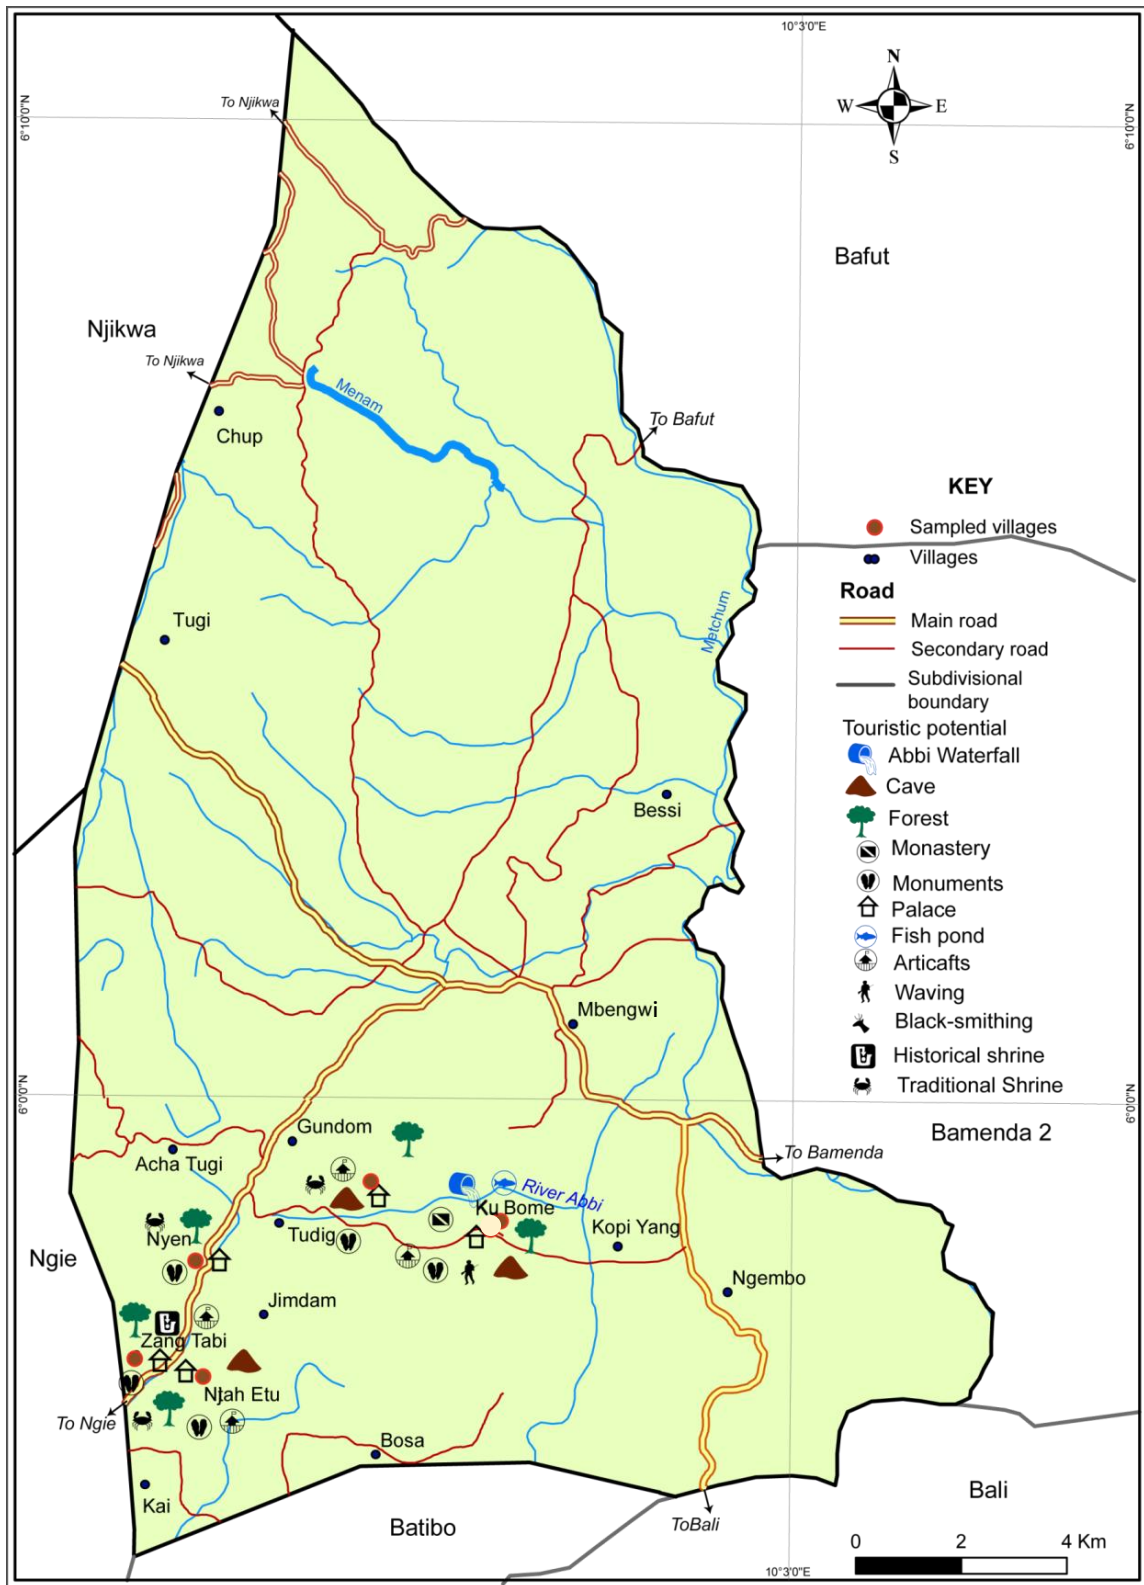 10°3'0"E
N
W E
S
To Njikwa
6°10'0"N
6°10'0"N
Bafut
Njikwa
To Njikwa
Menam
Chup
To Bafut
KEY
Sampled villages
Villages
Road
Main road
Secondary road
Subdivisional
boundary
Touristic potential
Abbi Waterfall
Cave
Forest
Monastery
Monuments
Palace
Fish pond
Articafts
Waving
Black-smithing
Historical shrine
Traditional Shrine
Metchum
Tugi
Bessi
Mbengwi
6°0'0"N
6°0'0"N
Gundom
Bamenda 2
To Bamenda
Acha Tugi
River Abbi
Ku Bome
Kopi Yang
Tudig
Nyen
Ngie
Ngembo
Jimdam
Zang Tabi
Ntah Etu
To Ngie
Bosa
Kai
Batibo
ToBali
Bali
0 2 4 Km
10°3'0"E